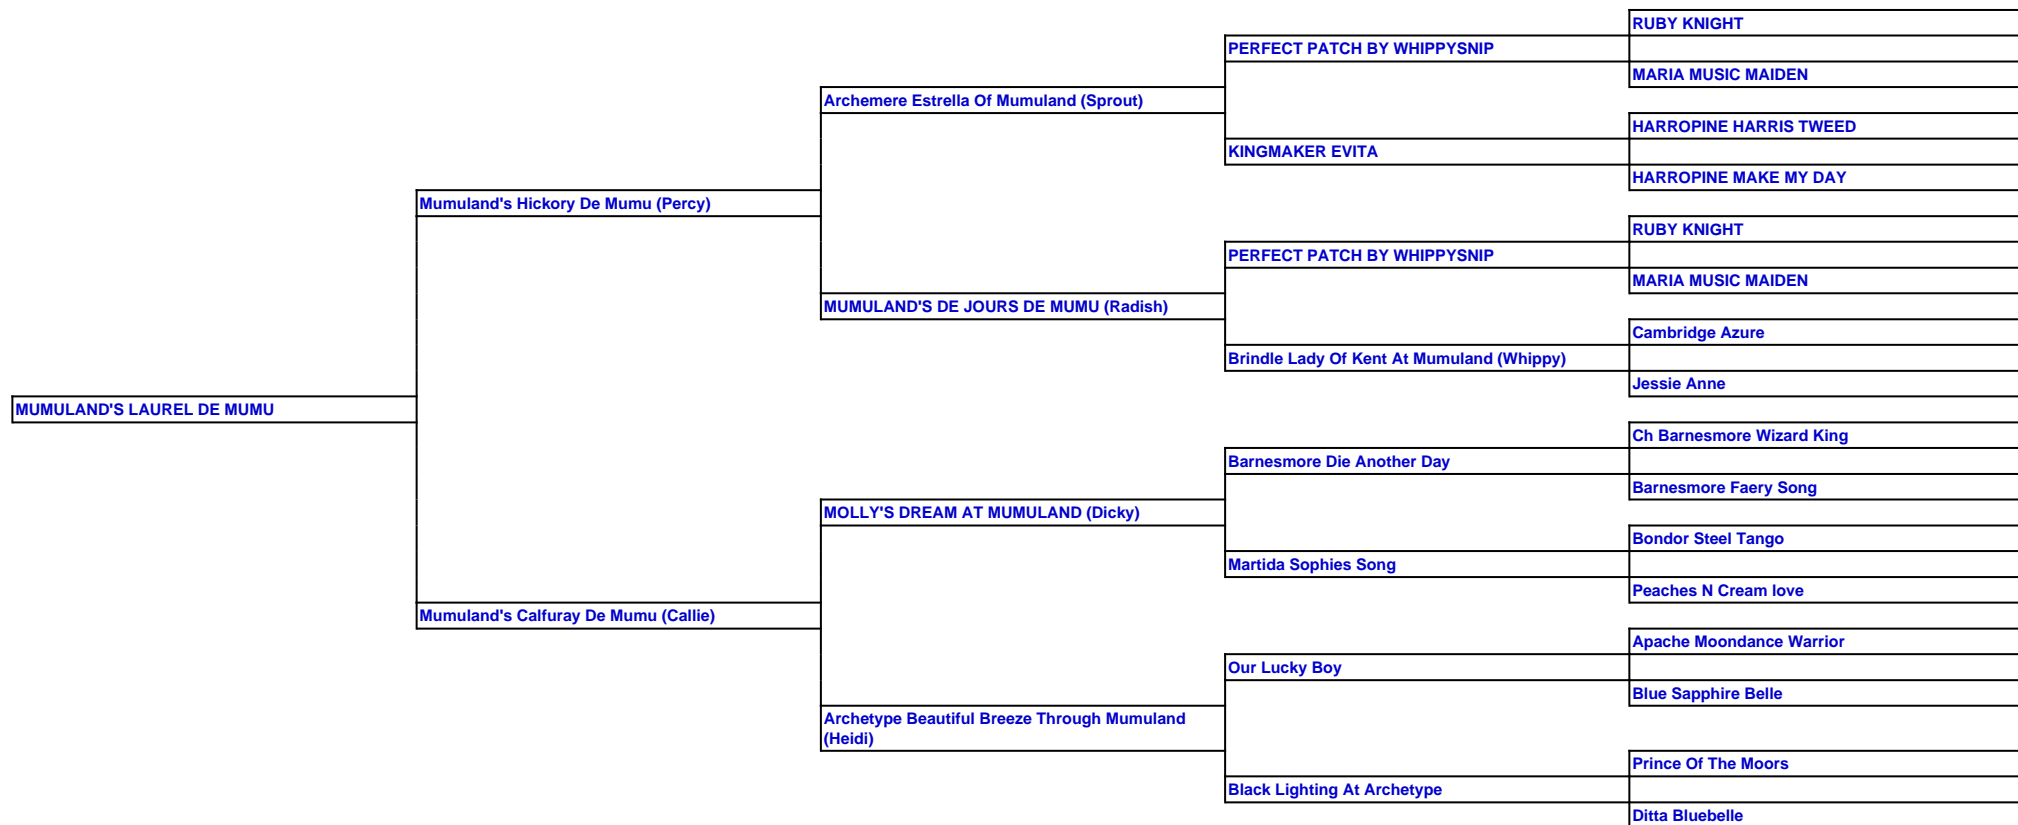 RUBY KNIGHT
PERFECT PATCH BY WHIPPYSNIP
MARIA MUSIC MAIDEN
Archemere Estrella Of Mumuland (Sprout)
HARROPINE HARRIS TWEED
KINGMAKER EVITA
HARROPINE MAKE MY DAY
Mumuland's Hickory De Mumu (Percy)
RUBY KNIGHT
PERFECT PATCH BY WHIPPYSNIP
MARIA MUSIC MAIDEN
MUMULAND'S DE JOURS DE MUMU (Radish)
Cambridge Azure
Brindle Lady Of Kent At Mumuland (Whippy)
Jessie Anne
MUMULAND'S LAUREL DE MUMU
Ch Barnesmore Wizard King
Barnesmore Die Another Day
Barnesmore Faery Song
MOLLY'S DREAM AT MUMULAND (Dicky)
Bondor Steel Tango
Martida Sophies Song
Peaches N Cream love
Mumuland's Calfuray De Mumu (Callie)
Apache Moondance Warrior
Our Lucky Boy
Blue Sapphire Belle
Archetype Beautiful Breeze Through Mumuland
(Heidi)
Prince Of The Moors
Black Lighting At Archetype
Ditta Bluebelle